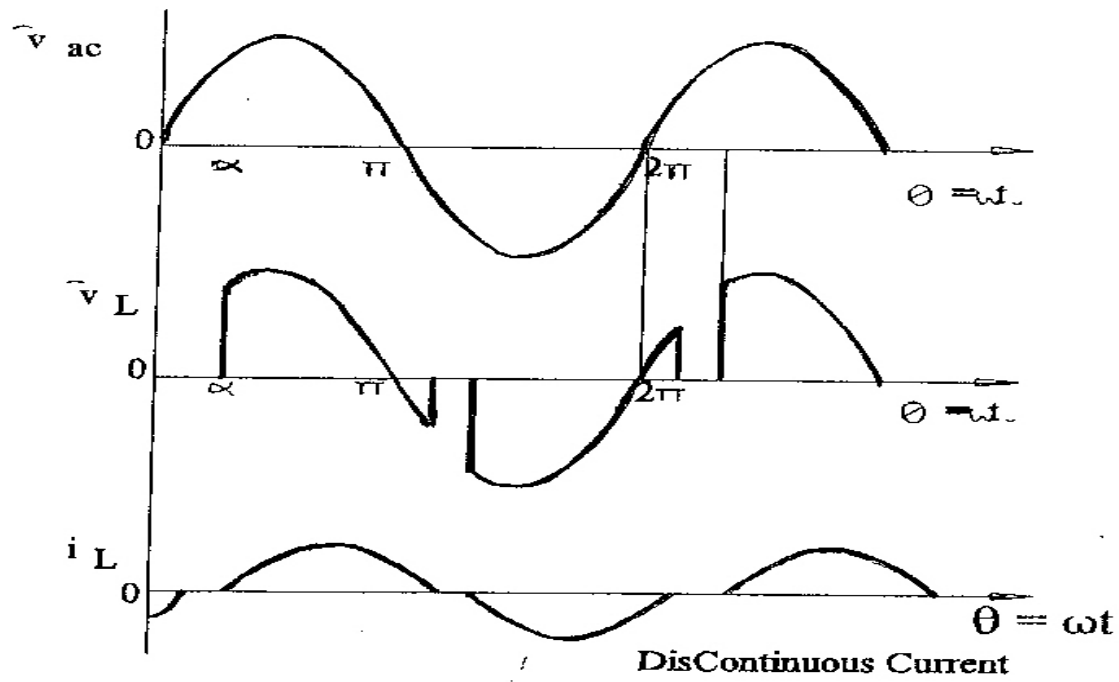 v ac
0
α π 2π
θ = ωt
v L
0
α π 2π
θ = ωt
i L
0
θ = ωt
DisContinuous Current